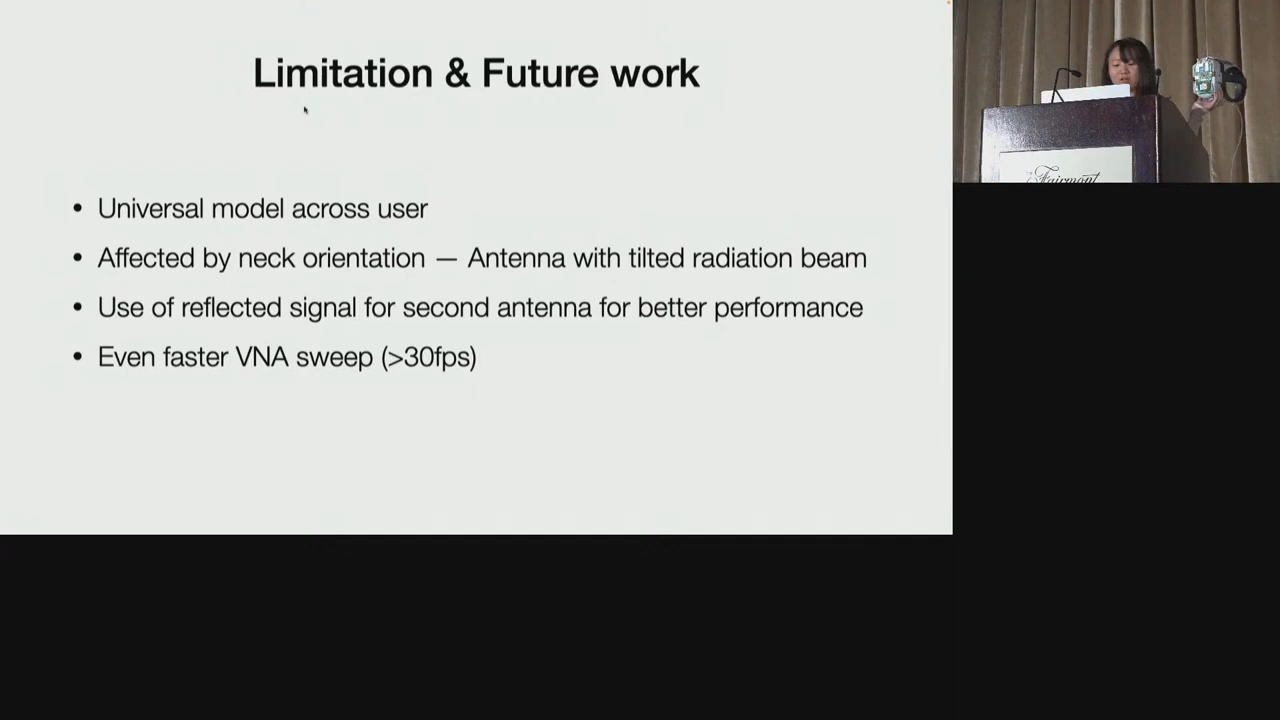 Limitation & Future work
• Universal model across user
• Affected by neck orientation — Antenna with tilted radiation beam
• Use of reflected signal for second antenna for better performance
• Even faster VNA sweep (>30fps)
Fairmont